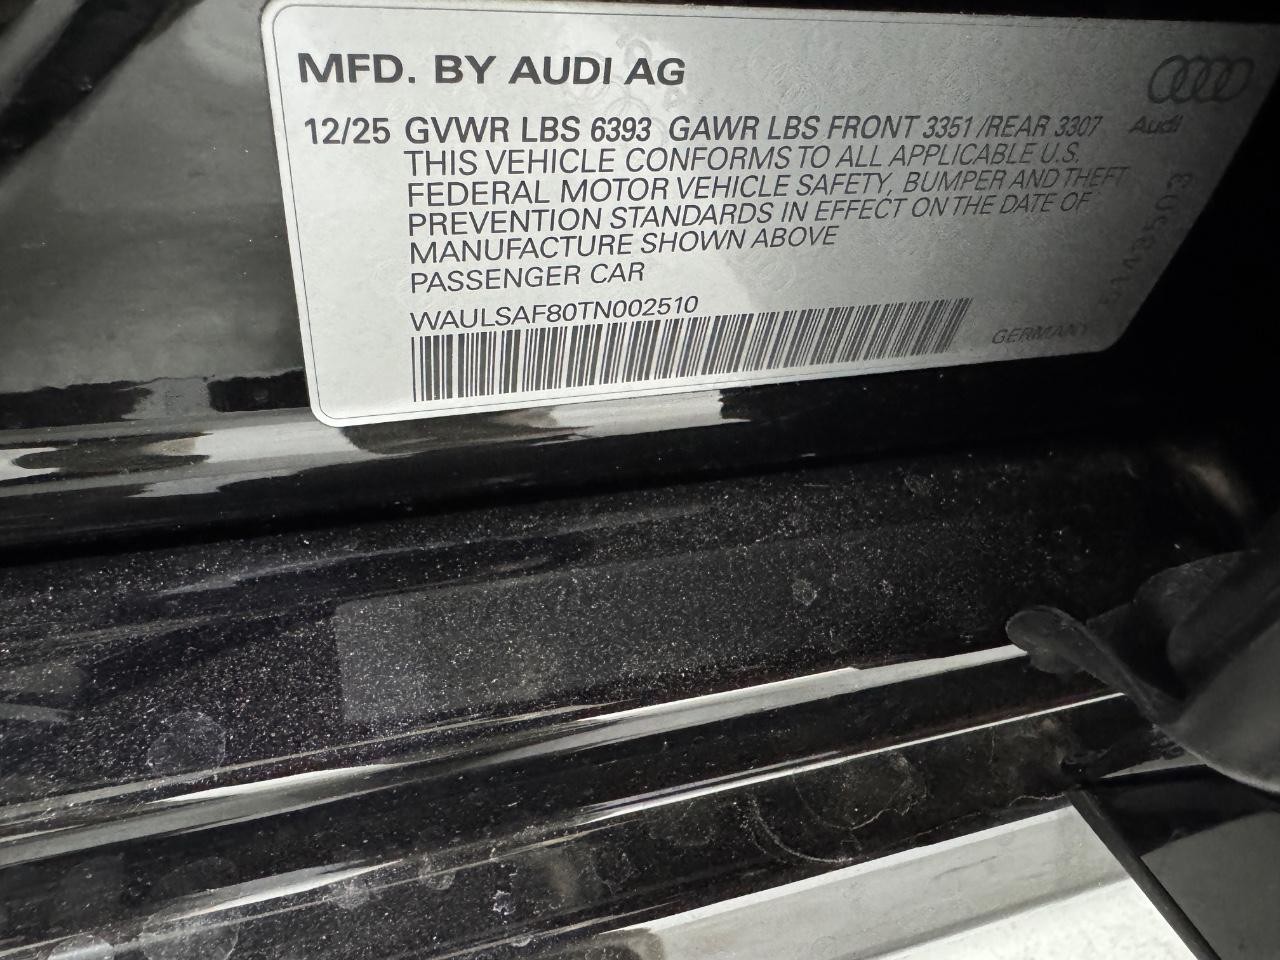 MFD. BY AUDI AG
12/25 GVWR LBS 6393 GAWR LBS FRONT 3351 /REAR 3307
Audi
THIS VEHICLE CONFORMS TO ALL APPLICABLE U.S.
FEDERAL MOTOR VEHICLE SAFETY, BUMPER AND THEFT
PREVENTION STANDARDS IN EFFECT ON THE DATE OF
MANUFACTURE SHOWN ABOVE
PASSENGER CAR
WAULSAF80TN002510
GERMANY